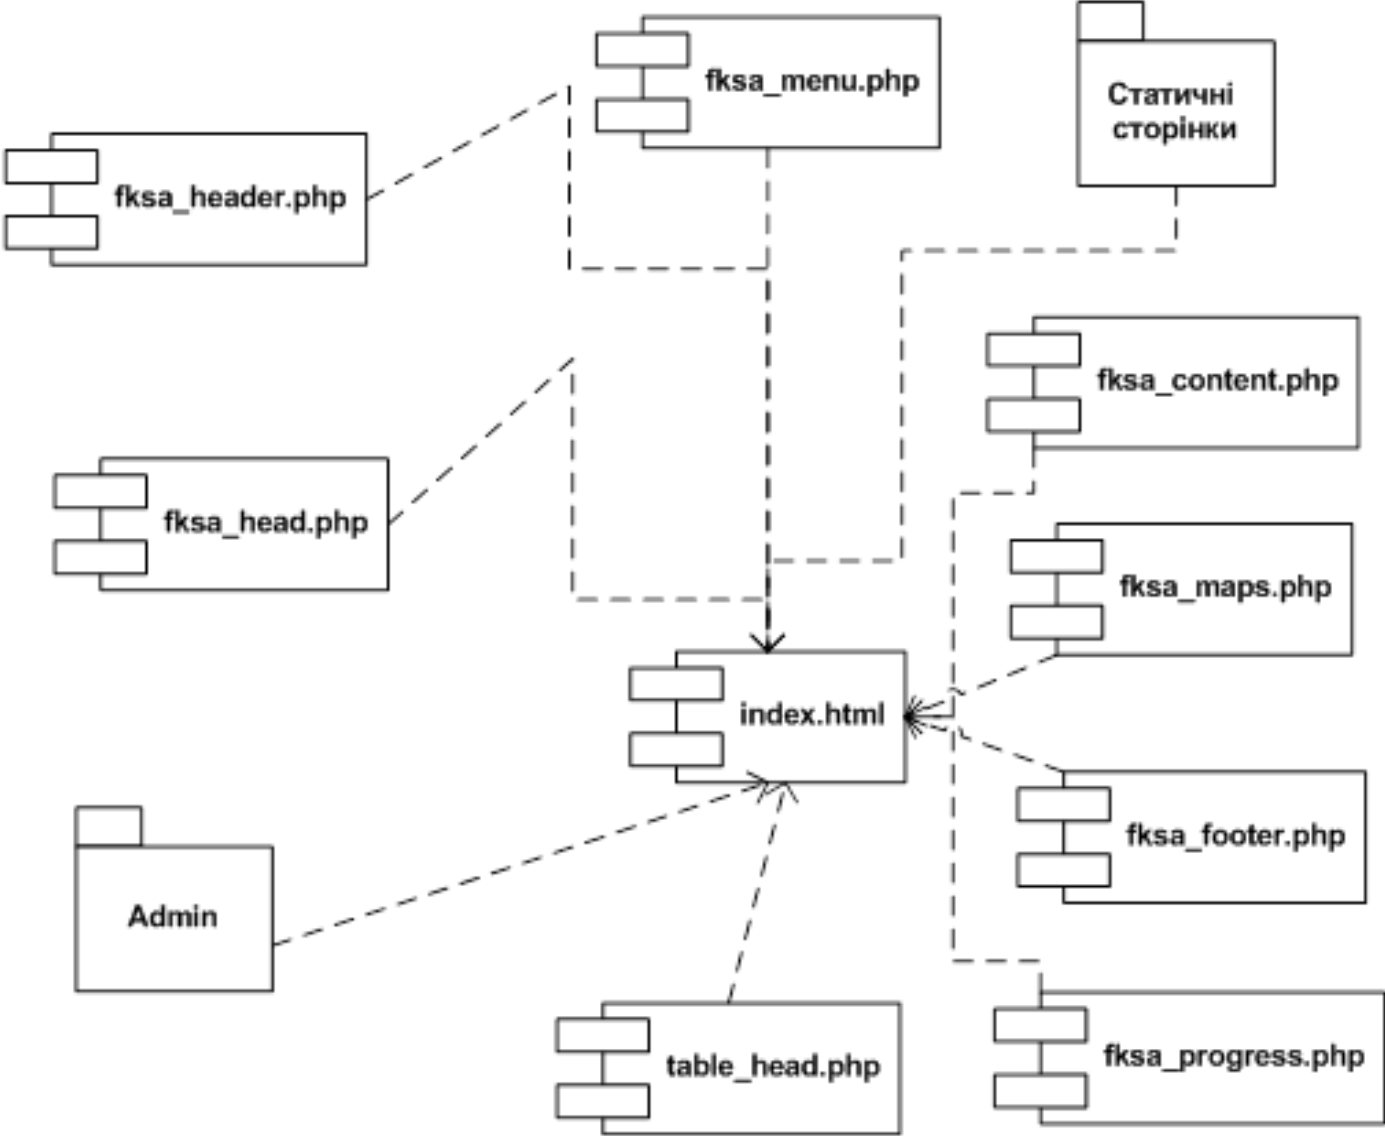 fksa_menu.php
Статичні
сторінки
fksa_header.php
fksa_content.php
fksa_head.php
fksa_maps.php
index.html
fksa_footer.php
Admin
table_head.php
fksa_progress.php